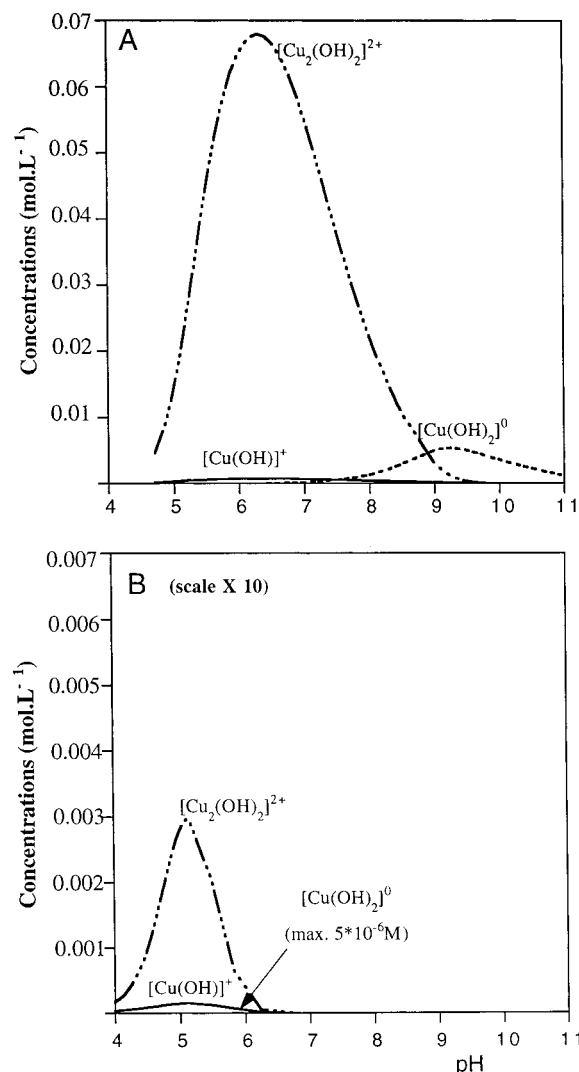 A
0.07
0.06
0.05
0.04
0.03
0.02
0.01
Concentrations (mol.L⁻¹)
[Cu₂(OH)₂]²⁺
[Cu(OH)₂]⁰
[Cu(OH)]⁺
4 5 6 7 8 9 10 11
B (scale X 10)
0.007
0.006
0.005
0.004
0.003
0.002
0.001
Concentrations (mol.L⁻¹)
[Cu₂(OH)₂]²⁺
[Cu(OH)₂]⁰
(max. 5*10⁻⁶M)
[Cu(OH)]⁺
4 5 6 7 8 9 10 11
pH